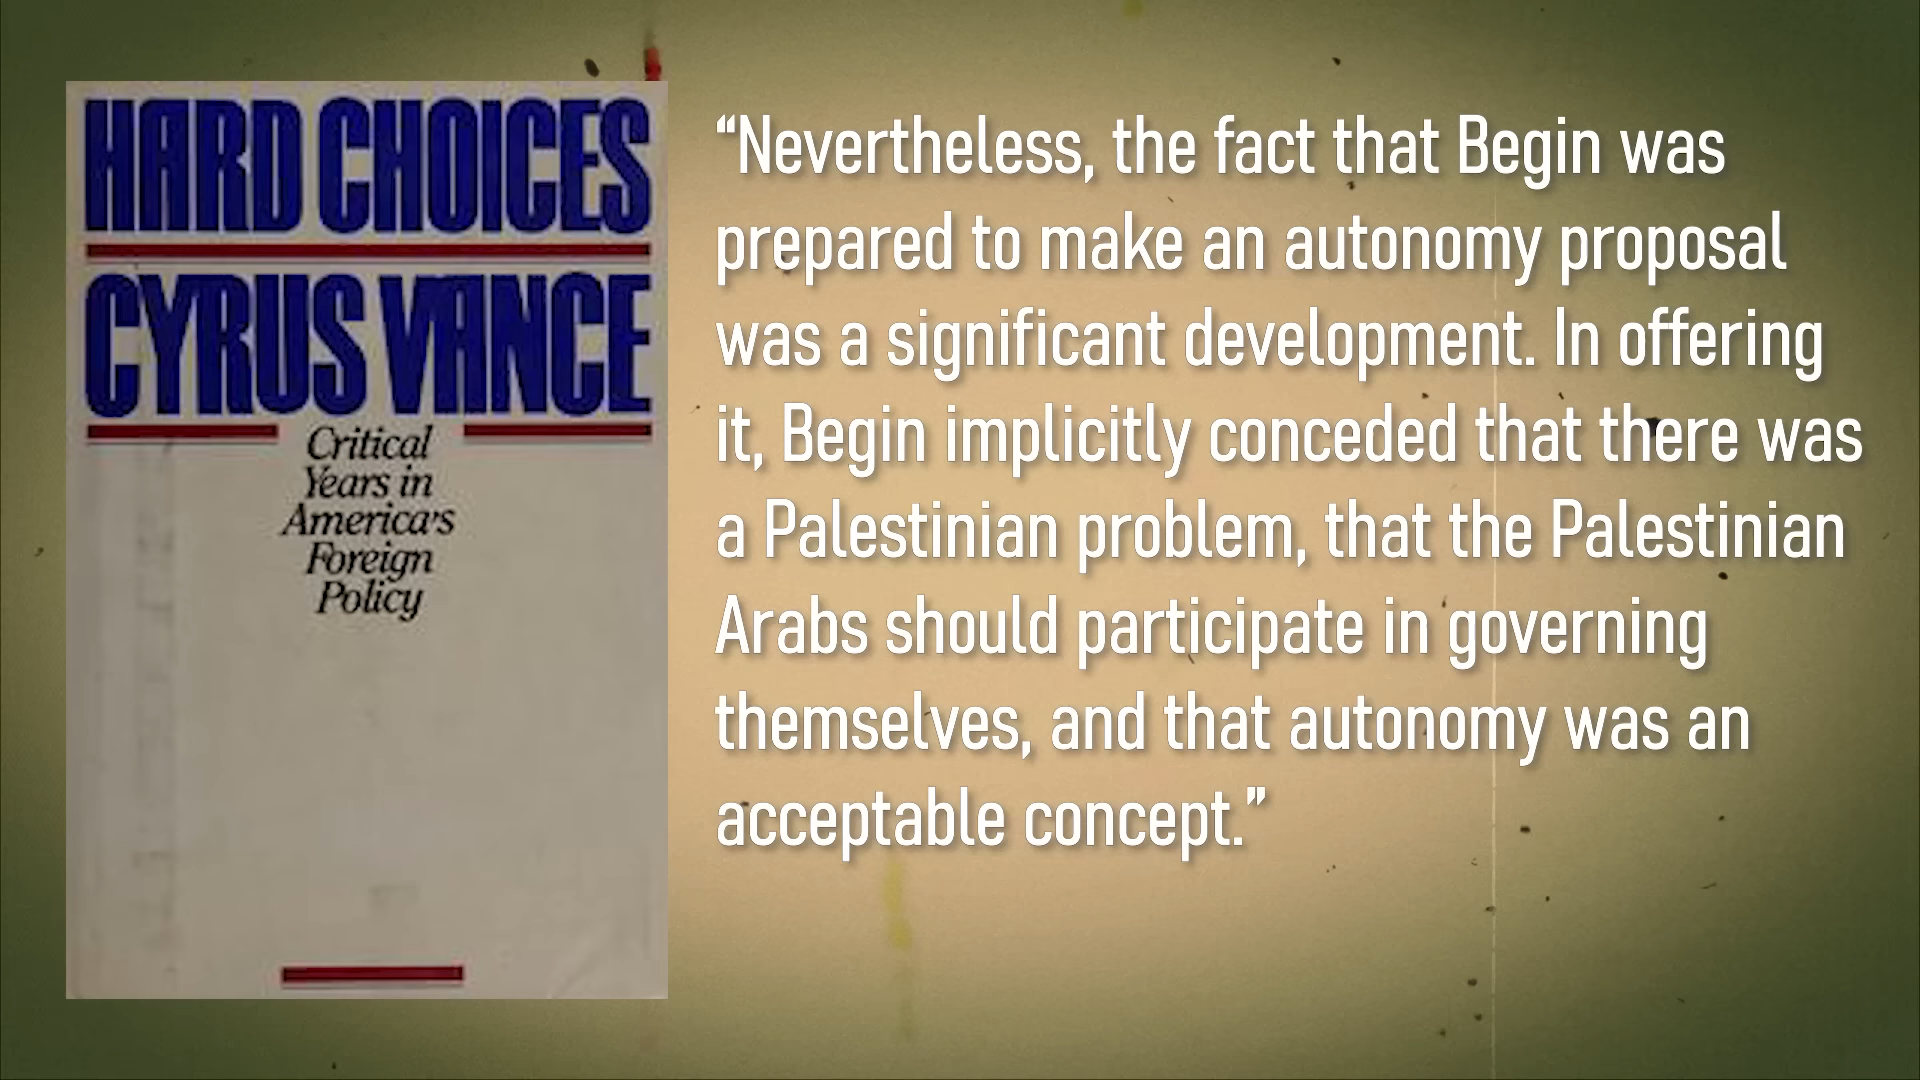 HARD CHOICES
CYRUS VANCE
Critical
Years in
America's
Foreign
Policy
“Nevertheless, the fact that Begin was
prepared to make an autonomy proposal
was a significant development. In offering
it, Begin implicitly conceded that there was
a Palestinian problem, that the Palestinian
Arabs should participate in governing
themselves, and that autonomy was an
acceptable concept.”